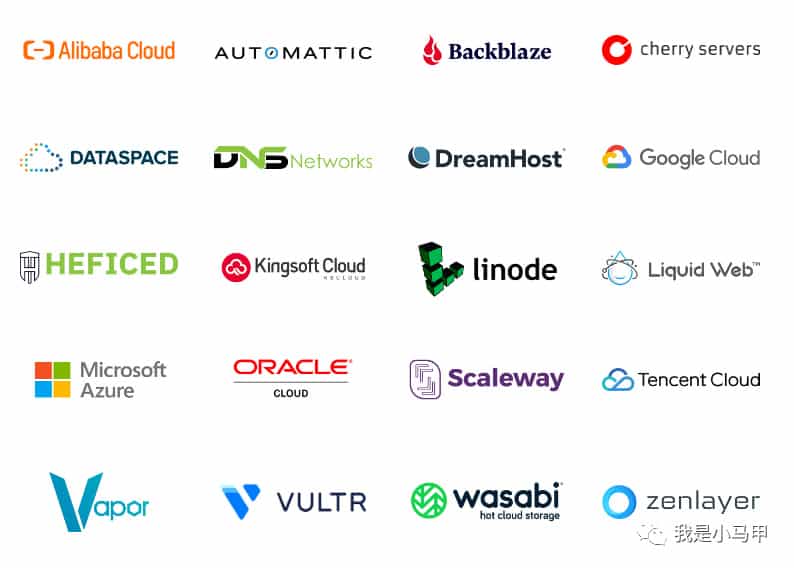 Alibaba Cloud
AUTOMATTIC
Backblaze
cherry servers
DATASPACE
DNS Networks
DreamHost
Google Cloud
HEFICED
Kingsoft Cloud
linode
Liquid Web™
Microsoft
Azure
ORACLE®
CLOUD
Scaleway
Tencent Cloud
Vapor
VULTR
wasabi
hot cloud storage
zenlayer
我是小马甲